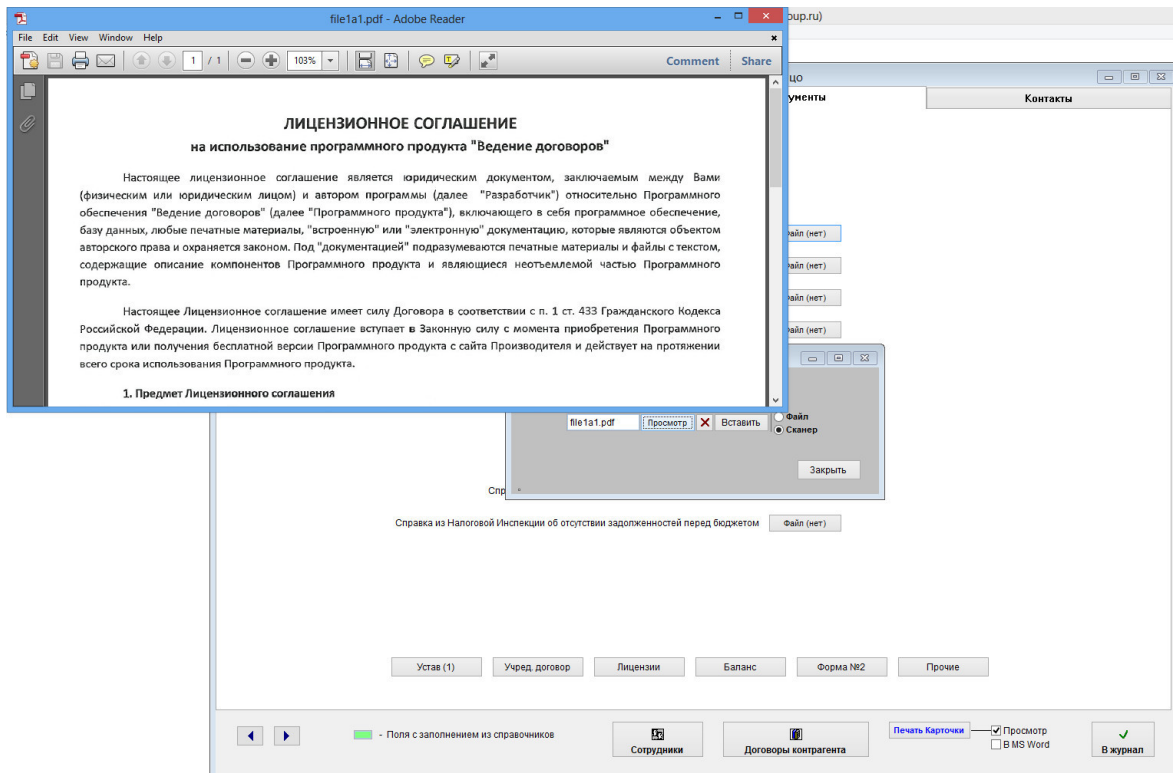 file1a1.pdf - Adobe Reader
oup.ru)
File Edit View Window Help
1 / 1 103% Comment Share
ЛИЦЕНЗИОННОЕ СОГЛАШЕНИЕ
на использование программного продукта "Ведение договоров"
Настоящее лицензионное соглашение является юридическим документом, заключаемым между Вами
(физическим или юридическим лицом) и автором программы (далее "Разработчик") относительно Программного
обеспечения "Ведение договоров" (далее "Программного продукта"), включающего в себя программное обеспечение,
базу данных, любые печатные материалы, "встроенную" или "электронную" документацию, которые являются объектом
авторского права и охраняется законом. Под "документацией" подразумеваются печатные материалы и файлы с текстом,
содержащие описание компонентов Программного продукта и являющиеся неотъемлемой частью Программного
продукта.
Настоящее Лицензионное соглашение имеет силу Договора в соответствии с п. 1 ст. 433 Гражданского Кодекса
Российской Федерации. Лицензионное соглашение вступает в Законную силу с момента приобретения Программного
продукта или получения бесплатной версии Программного продукта с сайта Производителя и действует на протяжении
всего срока использования Программного продукта.
1. Предмет Лицензионного соглашения
цо
ументы Контакты
айл (нет)
айл (нет)
айл (нет)
айл (нет)
file1a1.pdf Просмотр Вставить
Файл
Сканер
Закрыть
Спр
Справка из Налоговой Инспекции об отсутствии задолженностей перед бюджетом Файл (нет)
Устав (1) Учред. договор Лицензии Баланс Форма №2 Прочие
- Поля с заполнением из справочников
Сотрудники
Договоры контрагента
Печать Карточки
Просмотр
В MS Word
В журнал